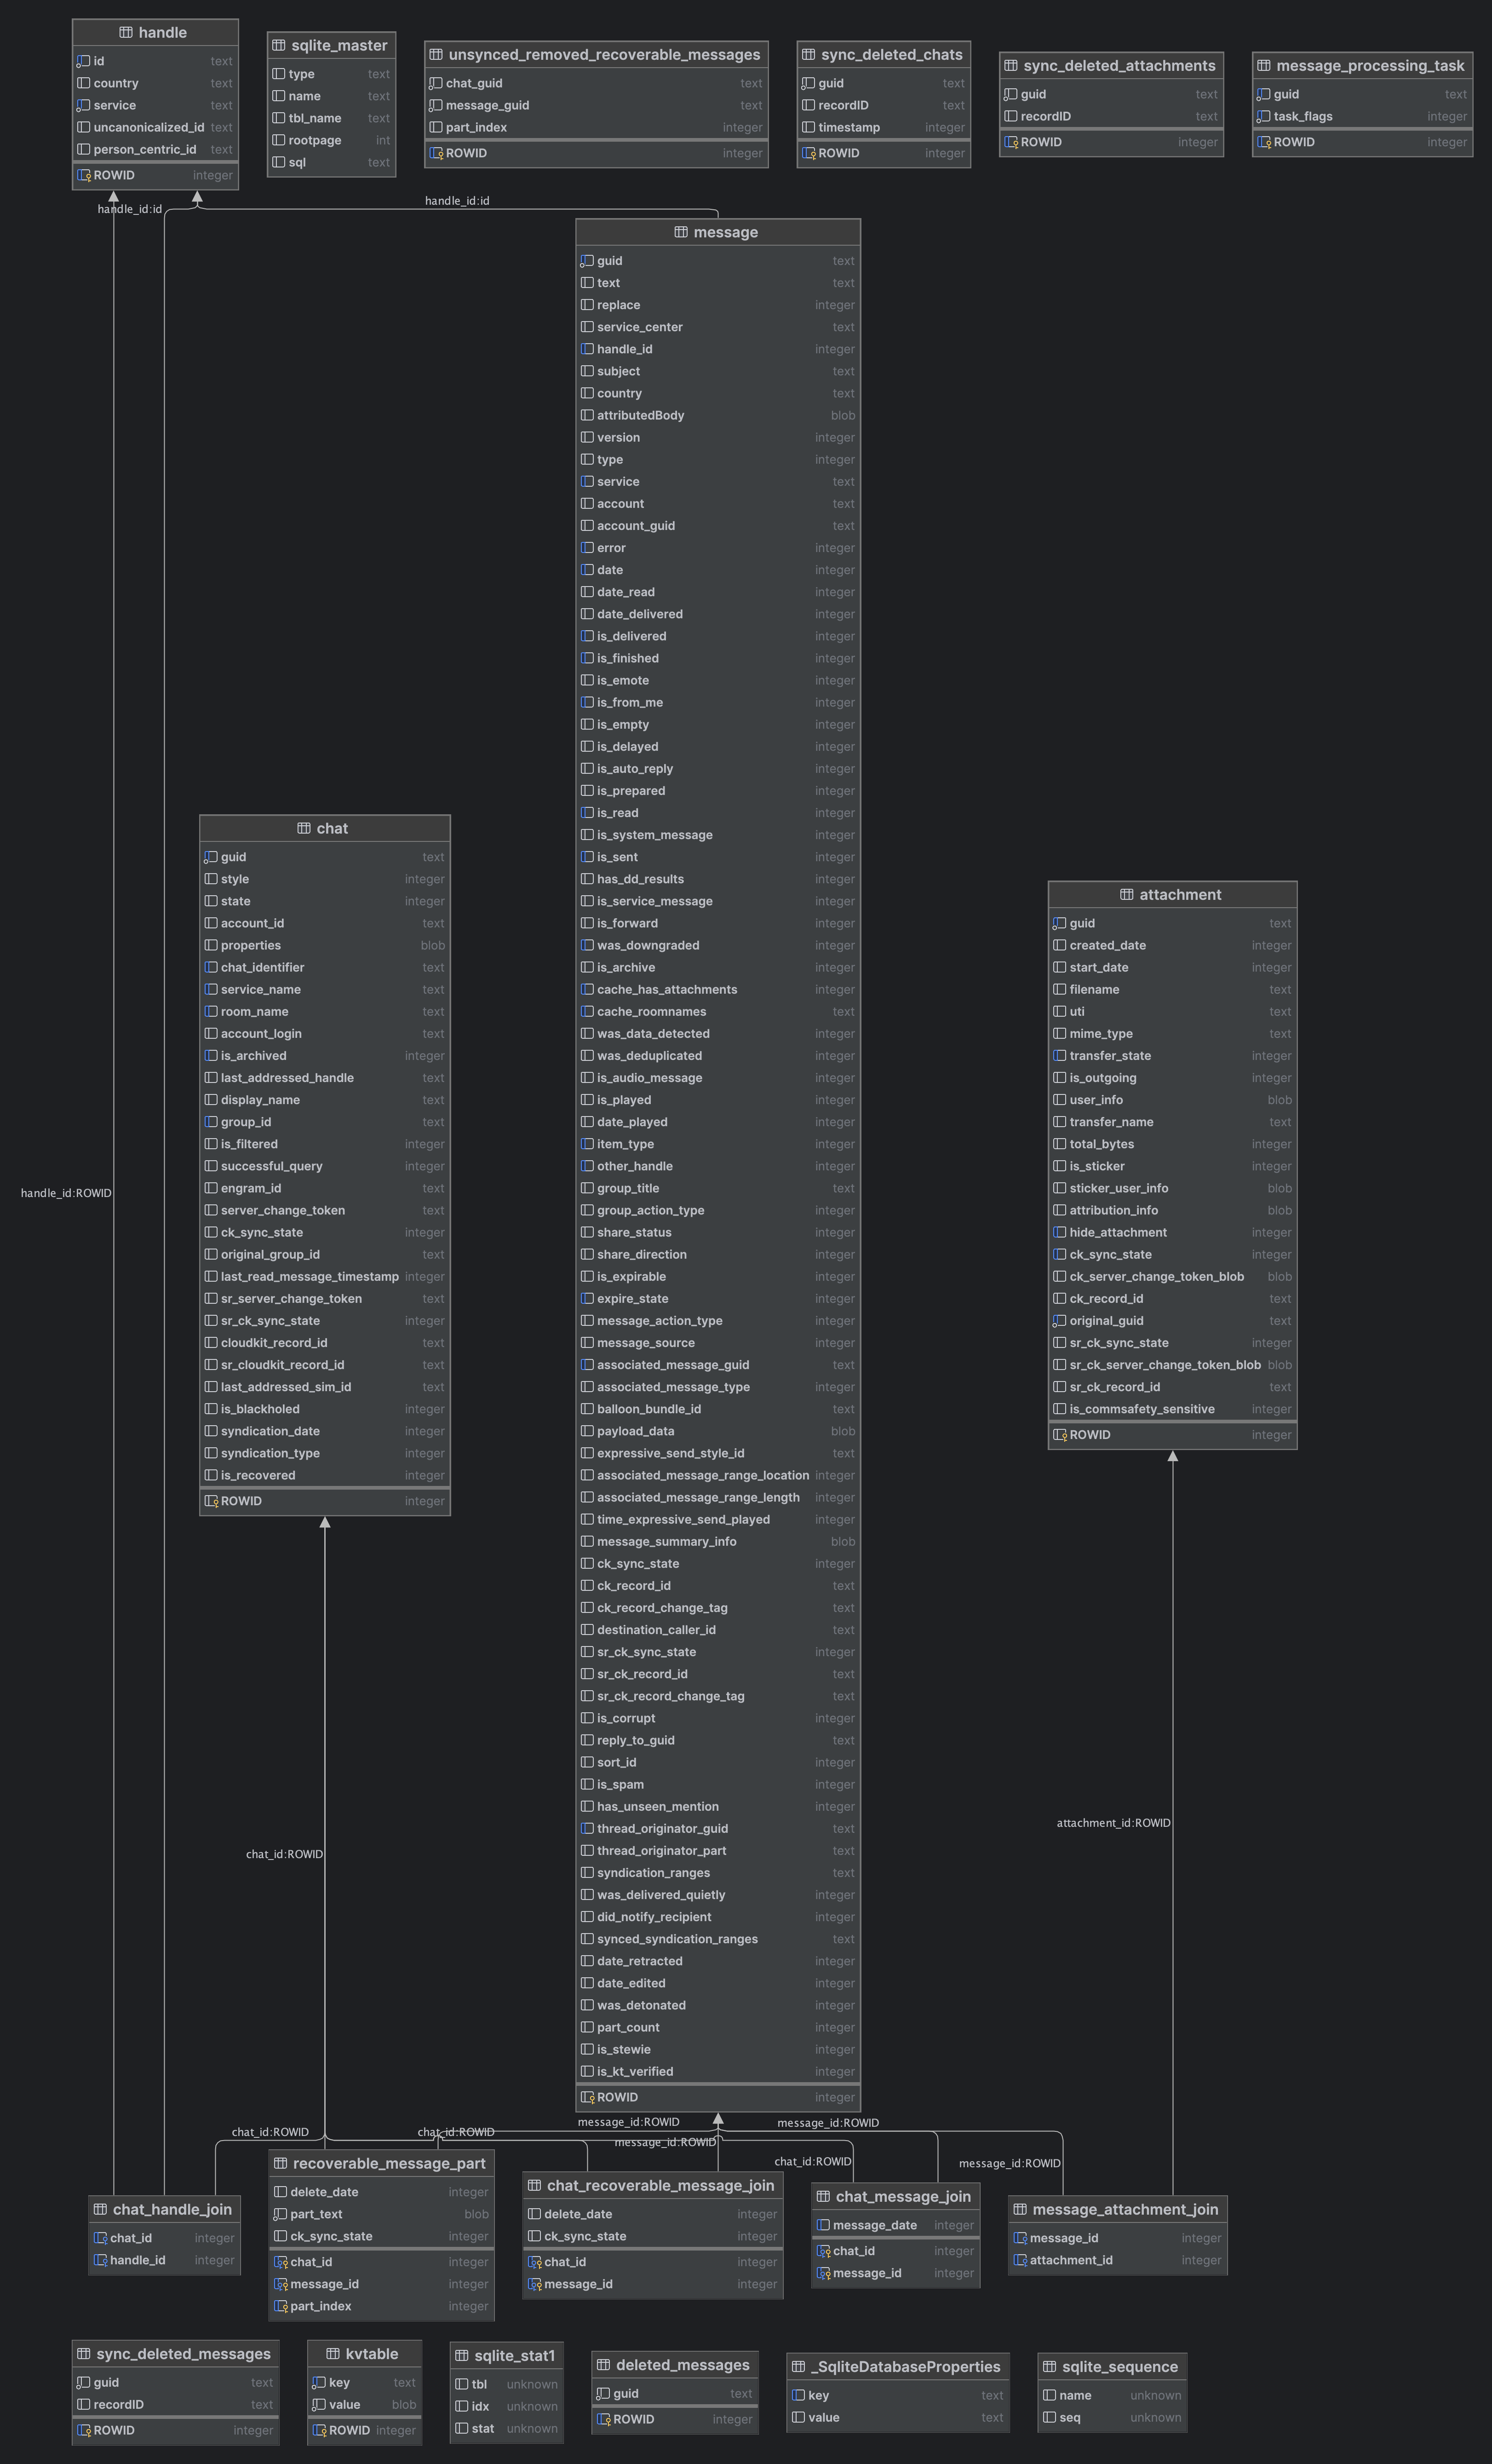 handle
id text
country text
service text
uncanonicalized_id text
person_centric_id text
ROWID integer
sqlite_master
type text
name text
tbl_name text
rootpage int
sql text
unsynced_removed_recoverable_messages
chat_guid text
message_guid text
part_index integer
ROWID integer
sync_deleted_chats
guid text
recordID text
timestamp integer
ROWID integer
sync_deleted_attachments
guid text
recordID text
ROWID integer
message_processing_task
guid text
task_flags integer
ROWID integer
handle_id:id
handle_id:id
message
guid text
text text
replace integer
service_center text
handle_id integer
subject text
country text
attributedBody blob
version integer
type integer
service text
account text
account_guid text
error integer
date integer
date_read integer
date_delivered integer
is_delivered integer
is_finished integer
is_emote integer
is_from_me integer
is_empty integer
is_delayed integer
is_auto_reply integer
is_prepared integer
is_read integer
is_system_message integer
is_sent integer
has_dd_results integer
is_service_message integer
is_forward integer
was_downgraded integer
is_archive integer
cache_has_attachments integer
cache_roomnames text
was_data_detected integer
was_deduplicated integer
is_audio_message integer
is_played integer
date_played integer
item_type integer
other_handle integer
group_title text
group_action_type integer
share_status integer
share_direction integer
is_expirable integer
expire_state integer
message_action_type integer
message_source integer
associated_message_guid text
associated_message_type integer
balloon_bundle_id text
payload_data blob
expressive_send_style_id text
associated_message_range_location integer
associated_message_range_length integer
time_expressive_send_played integer
message_summary_info blob
ck_sync_state integer
ck_record_id text
ck_record_change_tag text
destination_caller_id text
sr_ck_sync_state integer
sr_ck_record_id text
sr_ck_record_change_tag text
is_corrupt integer
reply_to_guid text
sort_id integer
is_spam integer
has_unseen_mention integer
thread_originator_guid text
thread_originator_part text
syndication_ranges text
was_delivered_quietly integer
did_notify_recipient integer
synced_syndication_ranges text
date_retracted integer
date_edited integer
was_detonated integer
part_count integer
is_stewie integer
is_kt_verified integer
ROWID integer
chat
guid text
style integer
state integer
account_id text
properties blob
chat_identifier text
service_name text
room_name text
account_login text
is_archived integer
last_addressed_handle text
display_name text
group_id text
is_filtered integer
successful_query integer
engram_id text
server_change_token text
ck_sync_state integer
original_group_id text
last_read_message_timestamp integer
sr_server_change_token text
sr_ck_sync_state integer
cloudkit_record_id text
sr_cloudkit_record_id text
last_addressed_sim_id text
is_blackholed integer
syndication_date integer
syndication_type integer
is_recovered integer
ROWID integer
attachment
guid text
created_date integer
start_date integer
filename text
uti text
mime_type text
transfer_state integer
is_outgoing integer
user_info blob
transfer_name text
total_bytes integer
is_sticker integer
sticker_user_info blob
attribution_info blob
hide_attachment integer
ck_sync_state integer
ck_server_change_token_blob blob
ck_record_id text
original_guid text
sr_ck_sync_state integer
sr_ck_server_change_token_blob blob
sr_ck_record_id text
is_commsafety_sensitive integer
ROWID integer
handle_id:ROWID
attachment_id:ROWID
chat_id:ROWID
message_id:ROWID
message_id:ROWID
chat_id:ROWID
chat_id:ROWID
message_id:ROWID
chat_id:ROWID
message_id:ROWID
chat_handle_join
chat_id integer
handle_id integer
recoverable_message_part
delete_date integer
part_text blob
ck_sync_state integer
chat_id integer
message_id integer
part_index integer
chat_recoverable_message_join
delete_date integer
ck_sync_state integer
chat_id integer
message_id integer
chat_message_join
message_date integer
chat_id integer
message_id integer
message_attachment_join
message_id integer
attachment_id integer
sync_deleted_messages
guid text
recordID text
ROWID integer
kvtable
key text
value blob
ROWID integer
sqlite_stat1
tbl unknown
idx unknown
stat unknown
deleted_messages
guid text
ROWID integer
_SqliteDatabaseProperties
key text
value text
sqlite_sequence
name unknown
seq unknown